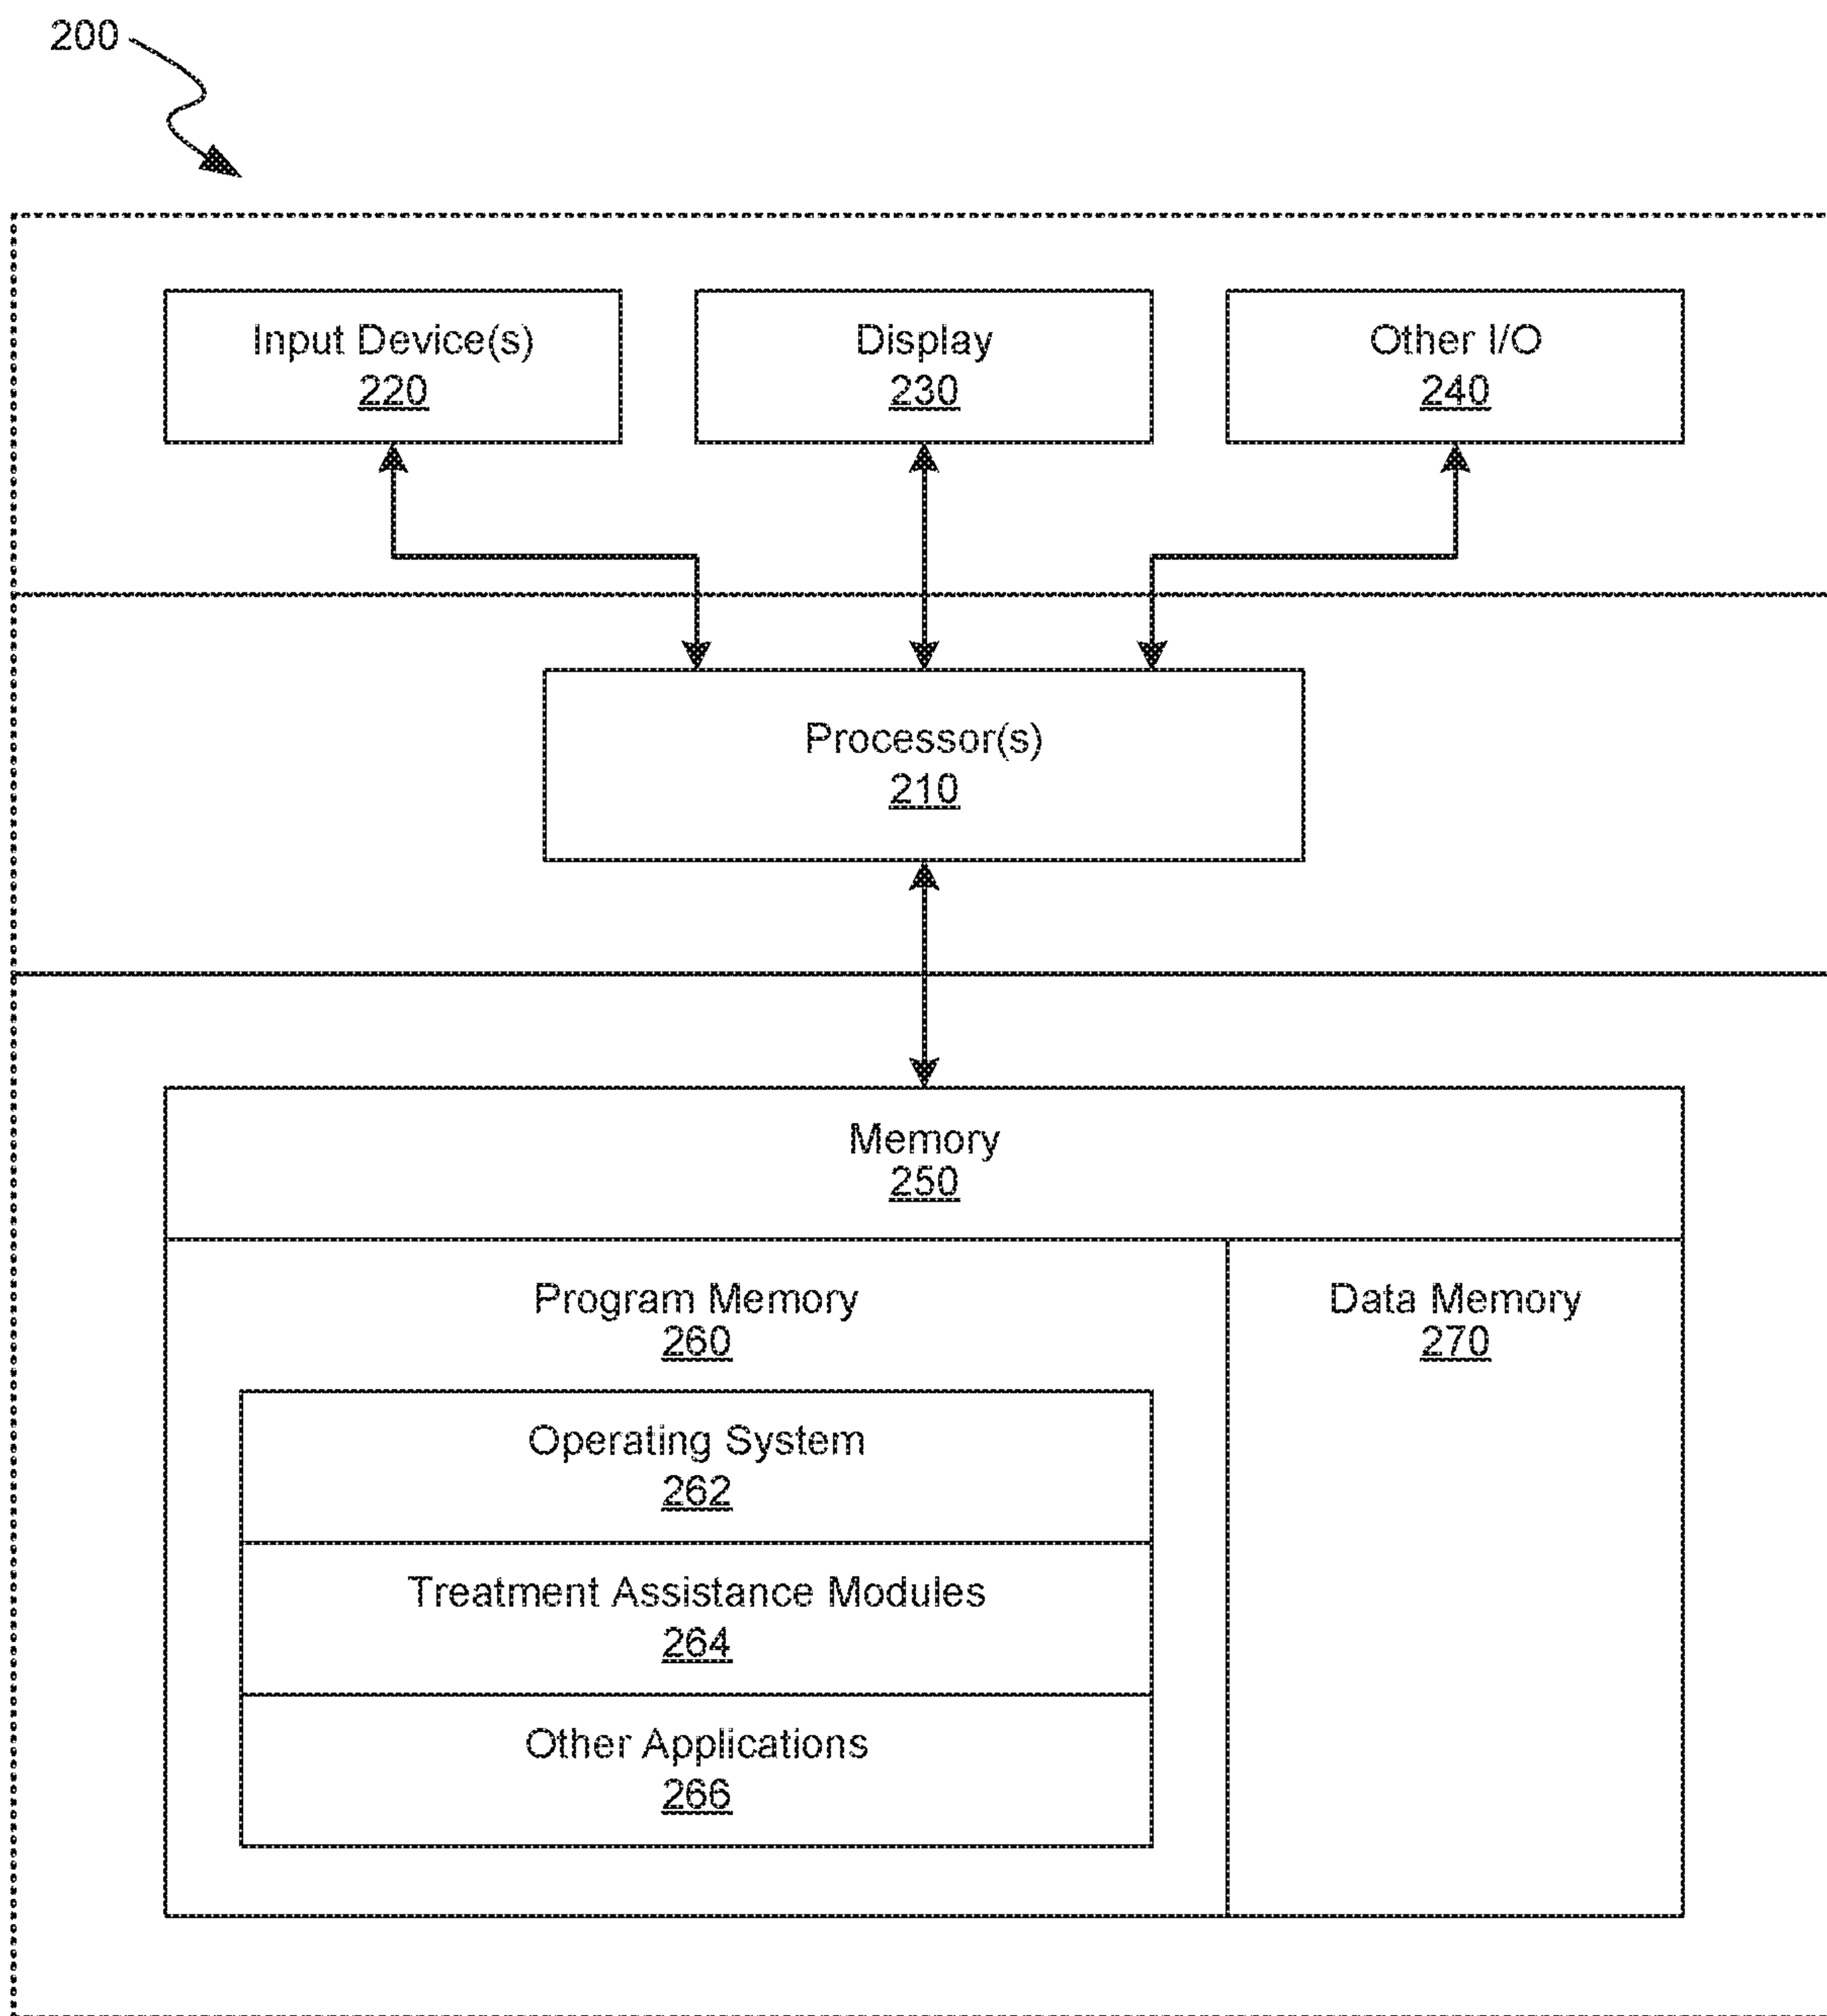 200
Input Device(s)
220
Display
230
Other I/O
240
Processor(s)
210
Memory
250
Program Memory
260
Data Memory
270
Operating System
262
Treatment Assistance Modules
264
Other Applications
266